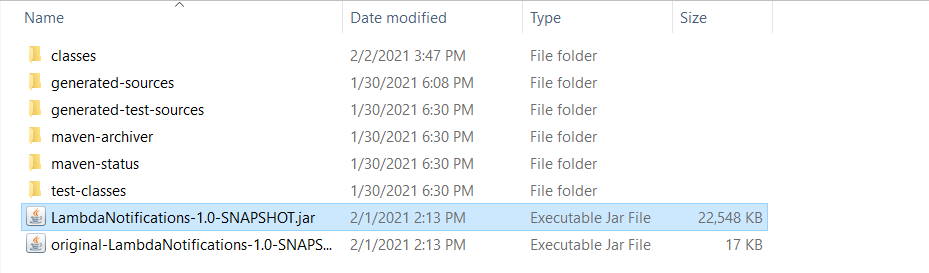 Name Date modified Type Size
classes 2/2/2021 3:47 PM File folder
generated-sources 1/30/2021 6:08 PM File folder
generated-test-sources 1/30/2021 6:30 PM File folder
maven-archiver 1/30/2021 6:30 PM File folder
maven-status 1/30/2021 6:30 PM File folder
test-classes 1/30/2021 6:30 PM File folder
LambdaNotifications-1.0-SNAPSHOT.jar 2/1/2021 2:13 PM Executable Jar File 22,548 KB
original-LambdaNotifications-1.0-SNAPS... 2/1/2021 2:13 PM Executable Jar File 17 KB